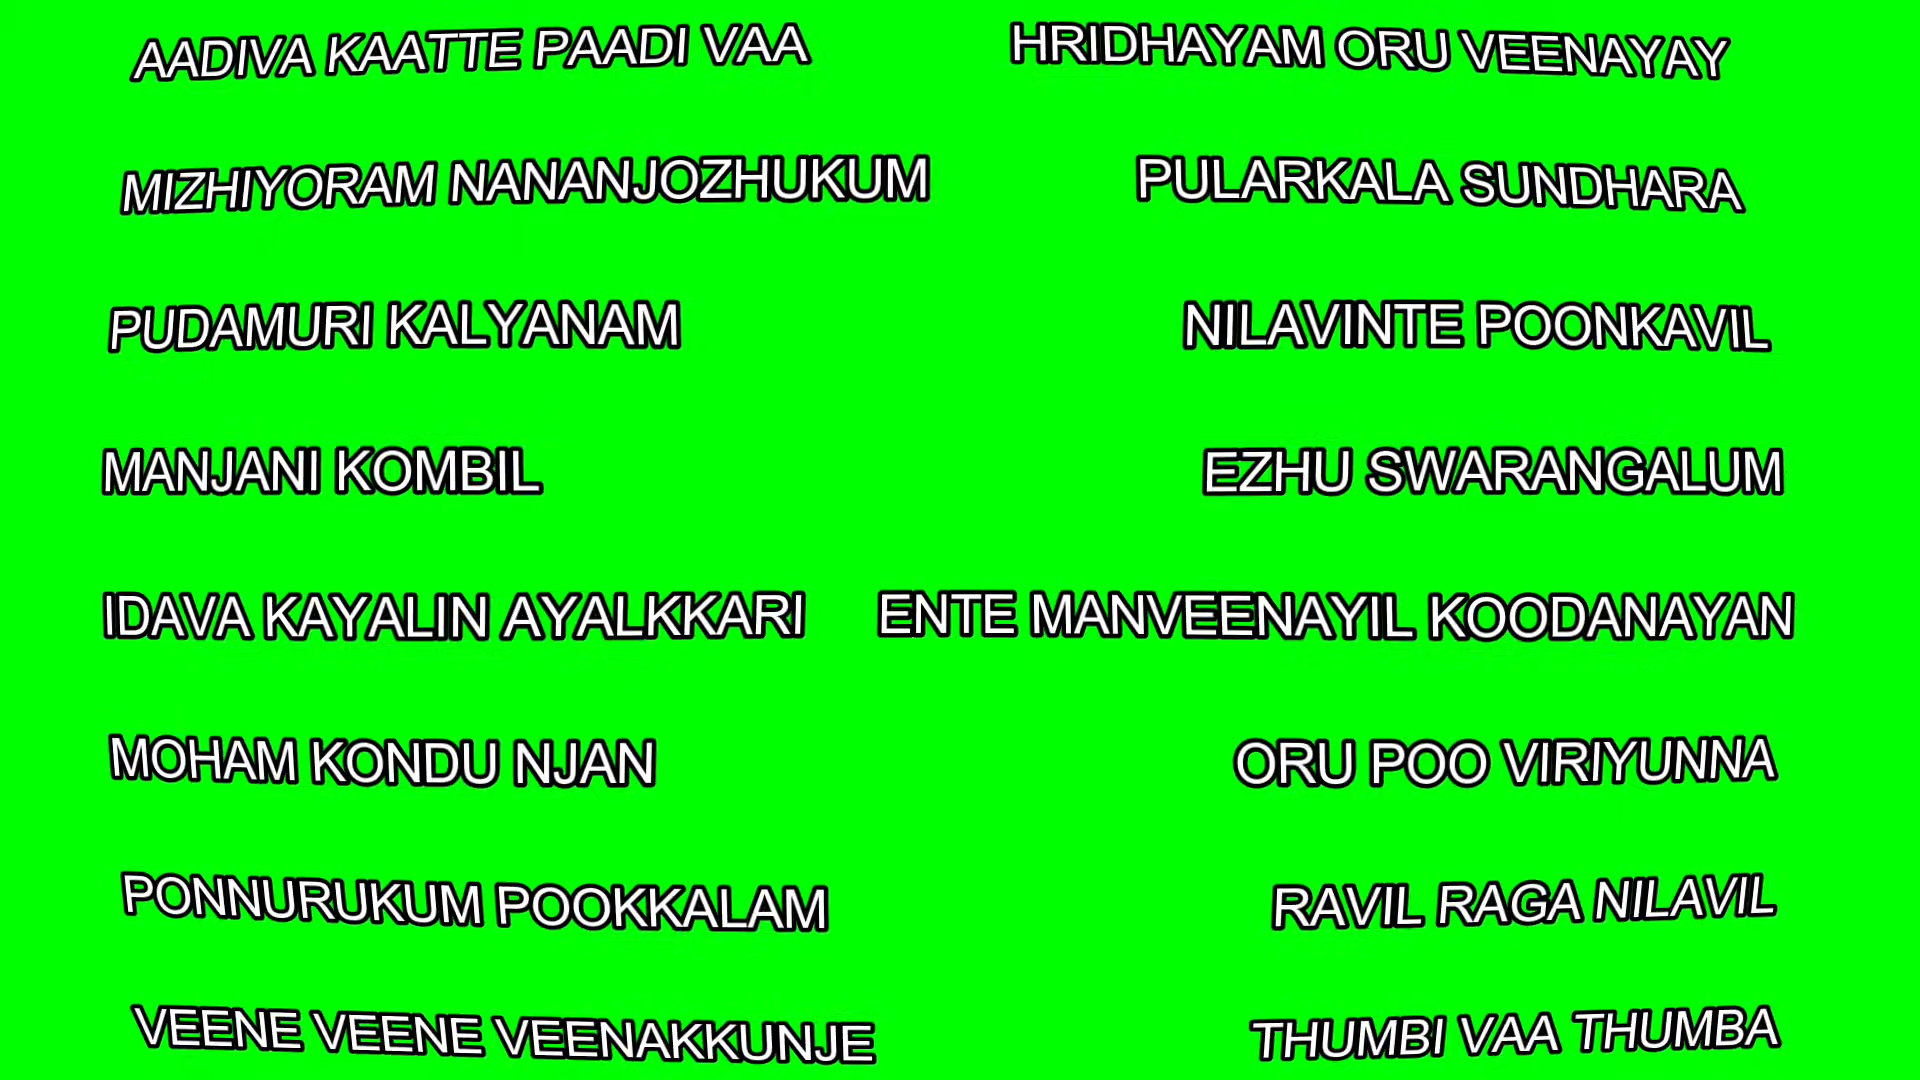 AADIVA KAATTE PAADI VAA
MIZHIYORAM NANANJOZHUKUM
PUDAMURI KALYANAM
MANJANI KOMBIL
IDAVA KAYALIN AYALKKARI
MOHAM KONDU NJAN
PONNURUKUM POOKKALAM
VEENE VEENE VEENAKKUNJE
HRIDHAYAM ORU VEENAYAY
PULARKALA SUNDHARA
NILAVINTE POONKAVIL
EZHU SWARANGALUM
ENTE MANVEENAYIL KOODANAYAN
ORU POO VIRIYUNNA
RAVIL RAGA NILAVIL
THUMBI VAA THUMBA